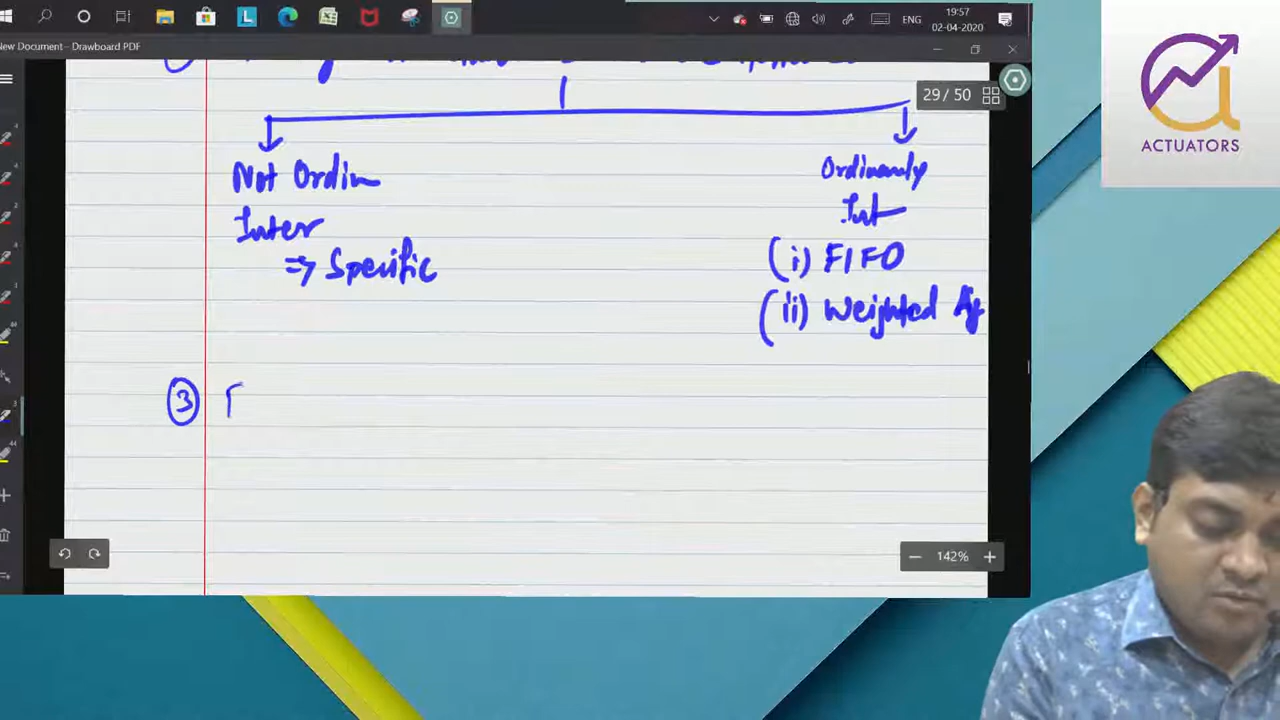 ENG
19:57
02-04-2020
New Document - Drawboard PDF
29 / 50
ACTUATORS
Not Ordin
Inter
⇒ Specific
Ordinarily
Int
(i) FIFO
(ii) Weighted Ag
3
142%